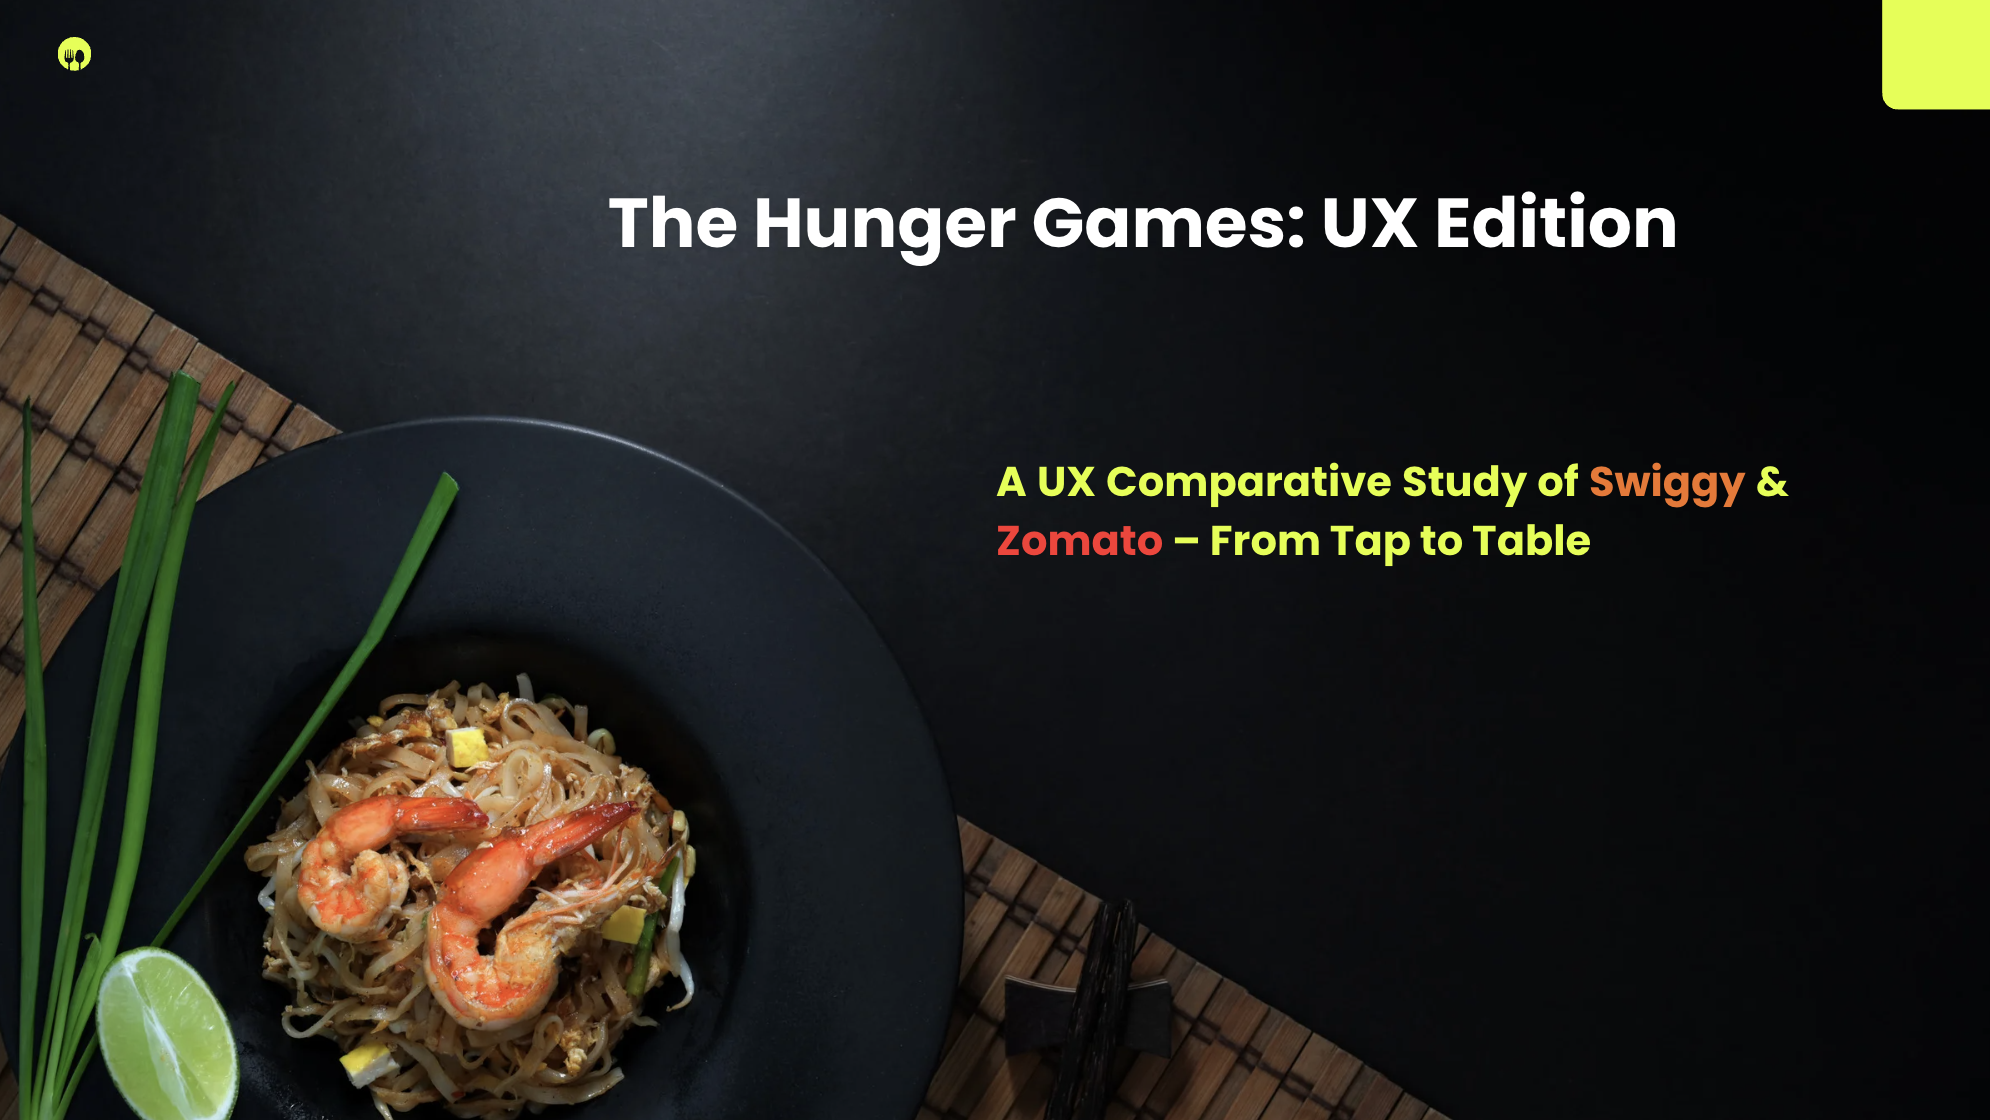 The Hunger Games: UX Edition
A UX Comparative Study of Swiggy &
Zomato – From Tap to Table